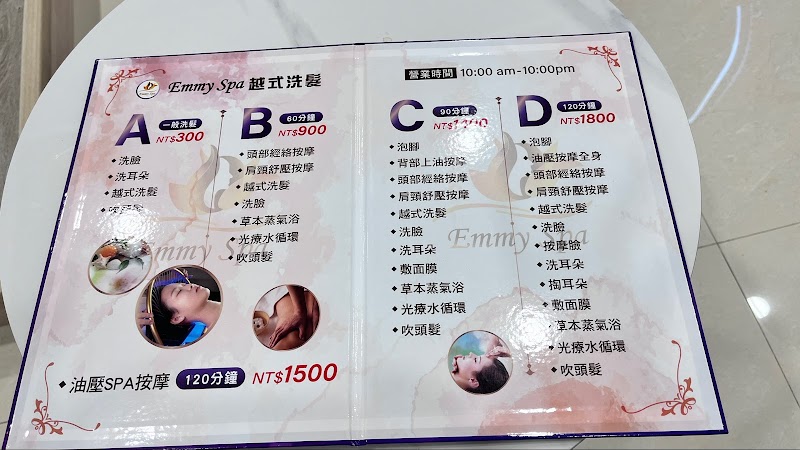 Emmy Spa 越式洗髮
A 一般洗髮 NT$300
洗臉
洗耳朵
越式洗髮
吹頭髮
B 60分鐘 NT$900
頭部經絡按摩
肩頸舒壓按摩
越式洗髮
洗臉
草本蒸氣浴
光療水循環
吹頭髮
油壓SPA按摩 120分鐘 NT$1500
營業時間 10:00 am-10:00pm
C 90分鐘
泡腳
背部上油按摩
頭部經絡按摩
肩頸舒壓按摩
越式洗髮
洗臉
洗耳朵
敷面膜
草本蒸氣浴
光療水循環
吹頭髮
D 120分鐘 NT$1800
泡腳
油壓按摩全身
頭部經絡按摩
肩頸舒壓按摩
越式洗髮
洗臉
按摩臉
洗耳朵
掏耳朵
敷面膜
草本蒸氣浴
光療水循環
吹頭髮
Emmy Spa
Emmy Spa